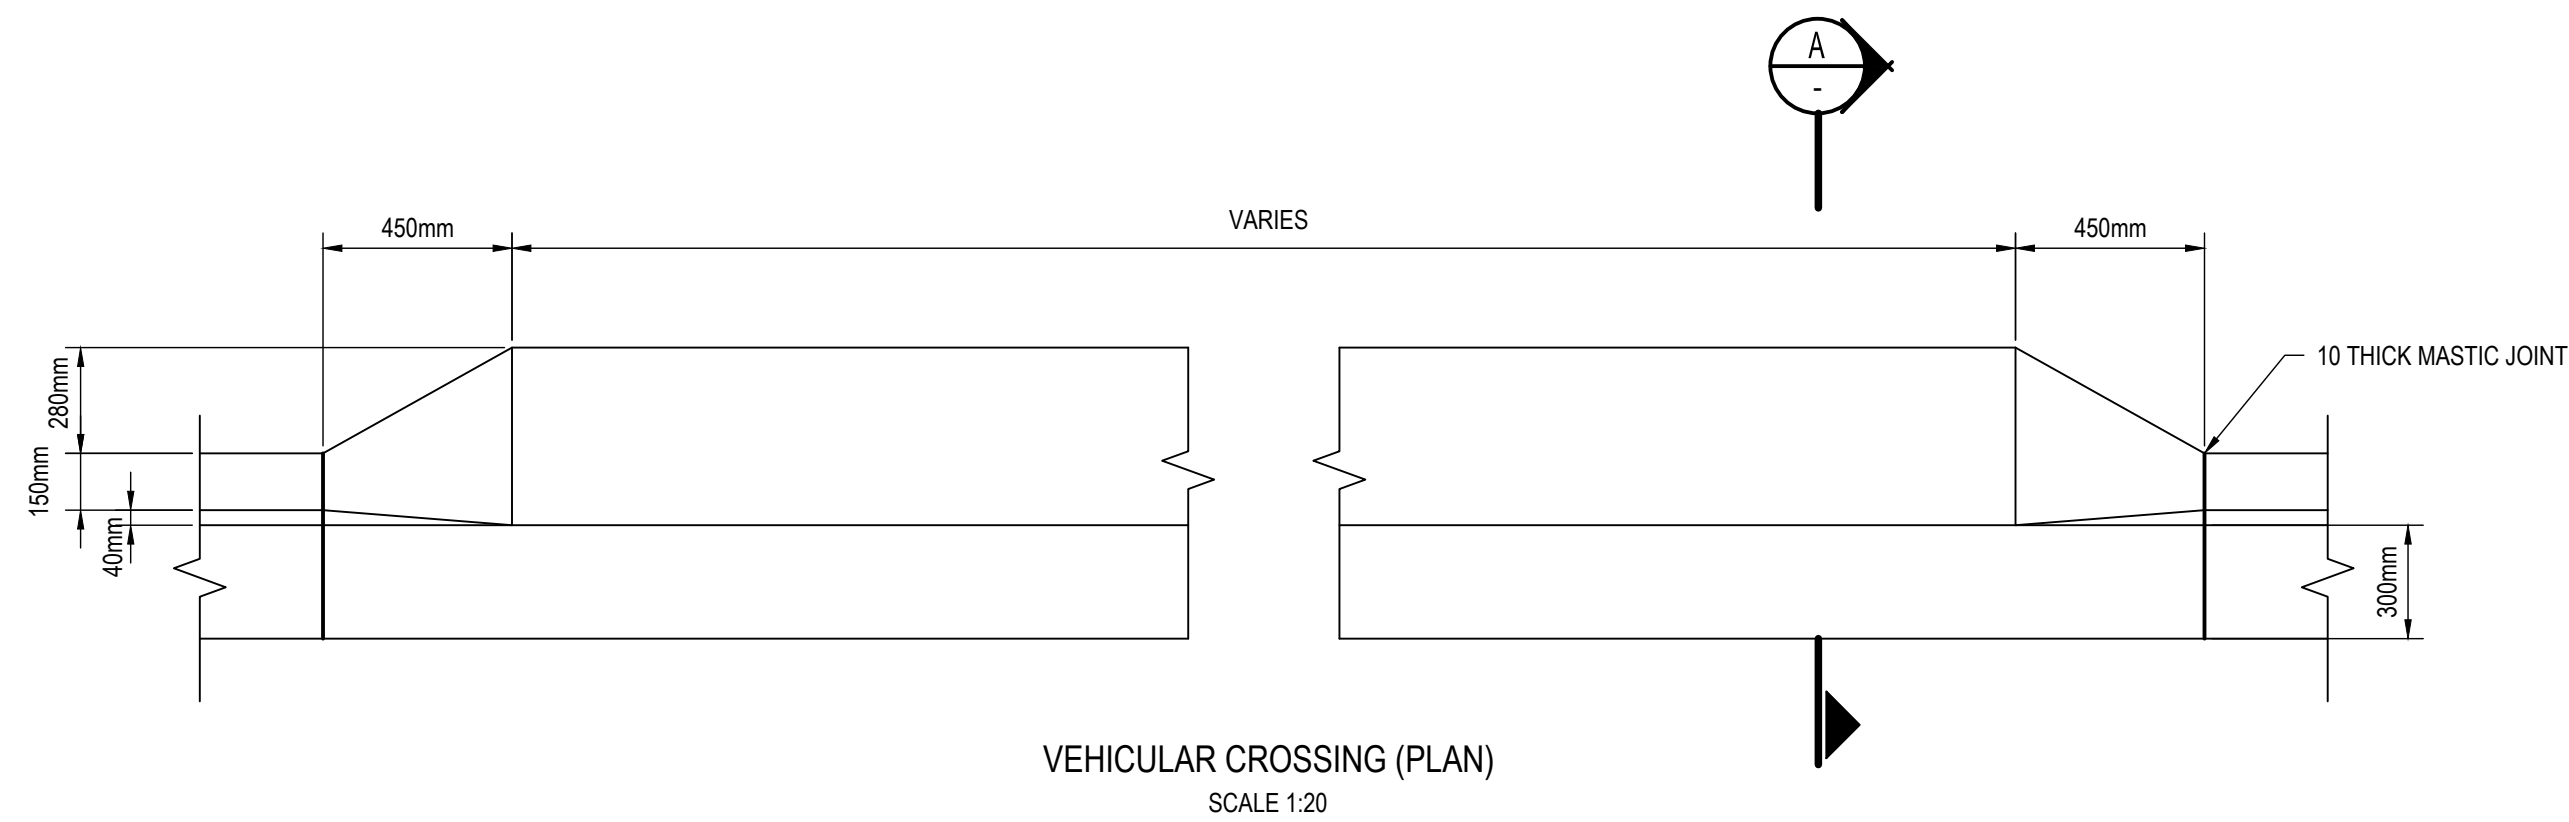 A
-
450mm
VARIES
450mm
10 THICK MASTIC JOINT
280mm
150mm
40mm
300mm
VEHICULAR CROSSING (PLAN)
SCALE 1:20